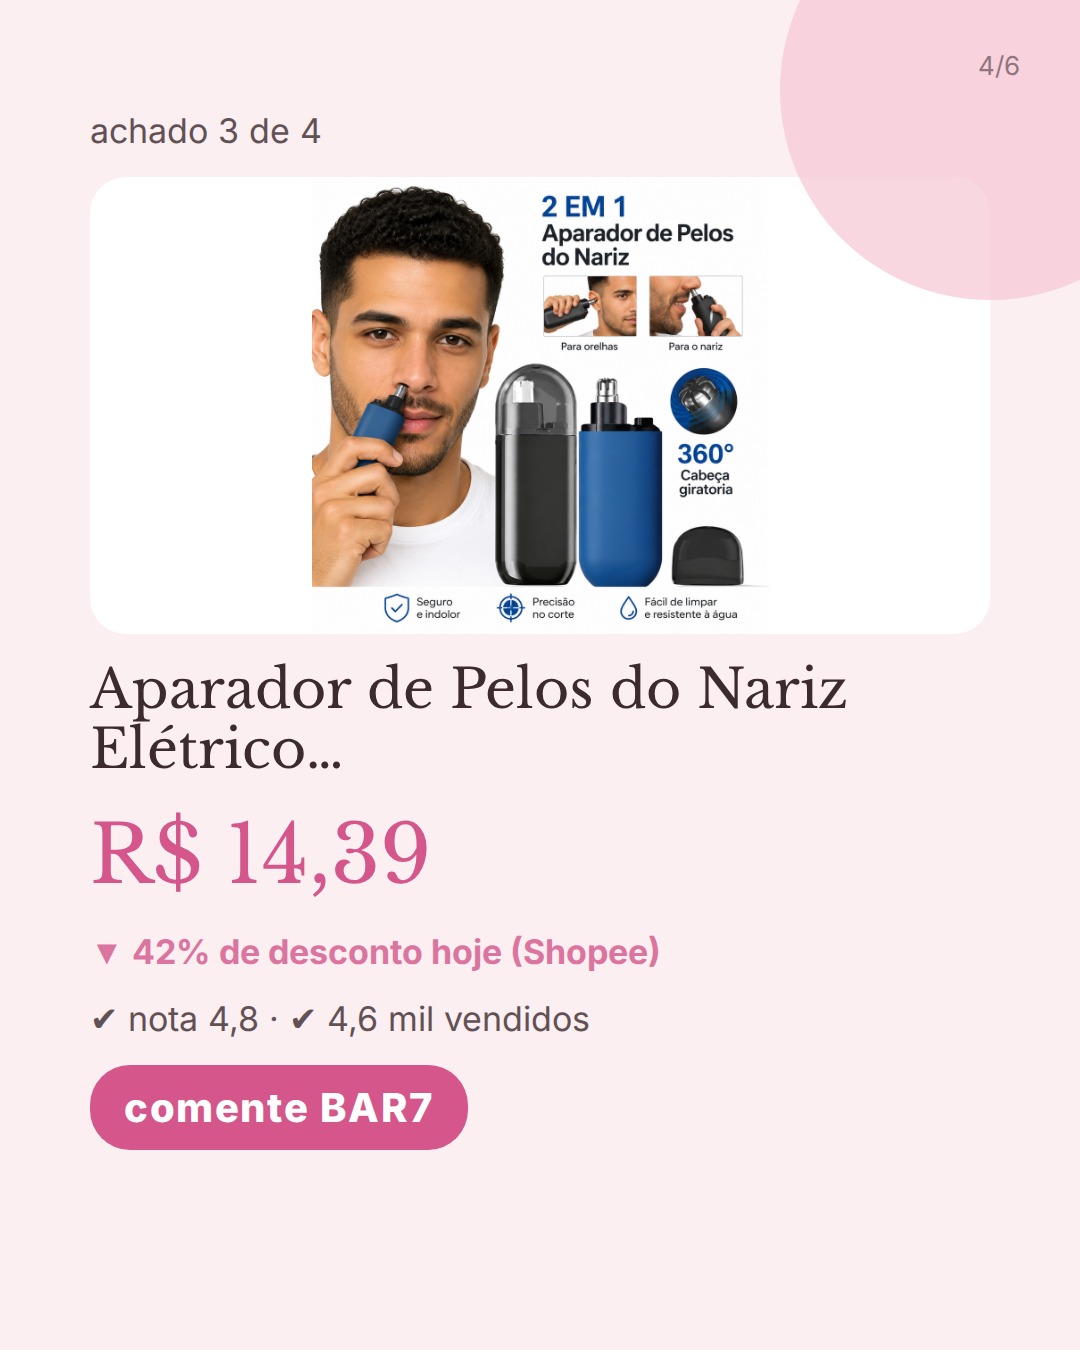 4/6
achado 3 de 4
2 EM 1
Aparador de Pelos
do Nariz
Para orelhas
Para o nariz
360°
Cabeça
giratoria
Seguro
e indolor
Precisão
no corte
Fácil de limpar
e resistente à água
Aparador de Pelos do Nariz
Elétrico...
R$ 14,39
▼ 42% de desconto hoje (Shopee)
✔ nota 4,8 · ✔ 4,6 mil vendidos
comente BAR7